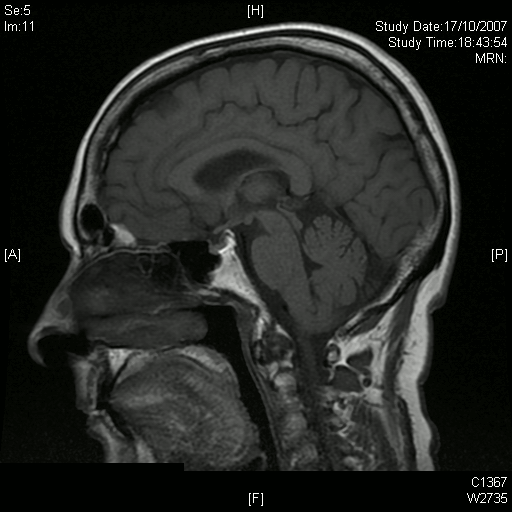 Se:5
Im:11
[H]
Study Date:17/10/2007
Study Time:18:43:54
MRN:
[A]
[P]
[F]
C1367
W2735